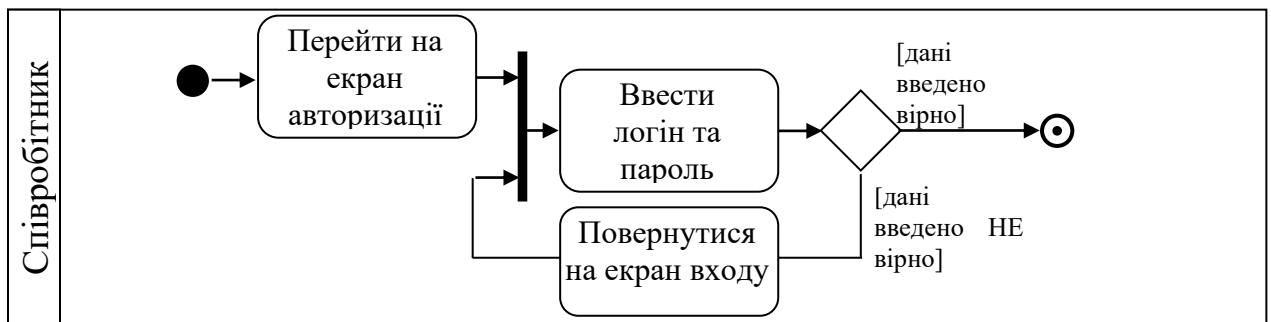 Співробітник
Перейти на
екран
авторизації
Ввести
логін та
пароль
[дані
введено
вірно]
[дані
введено НЕ
вірно]
Повернутися
на екран входу